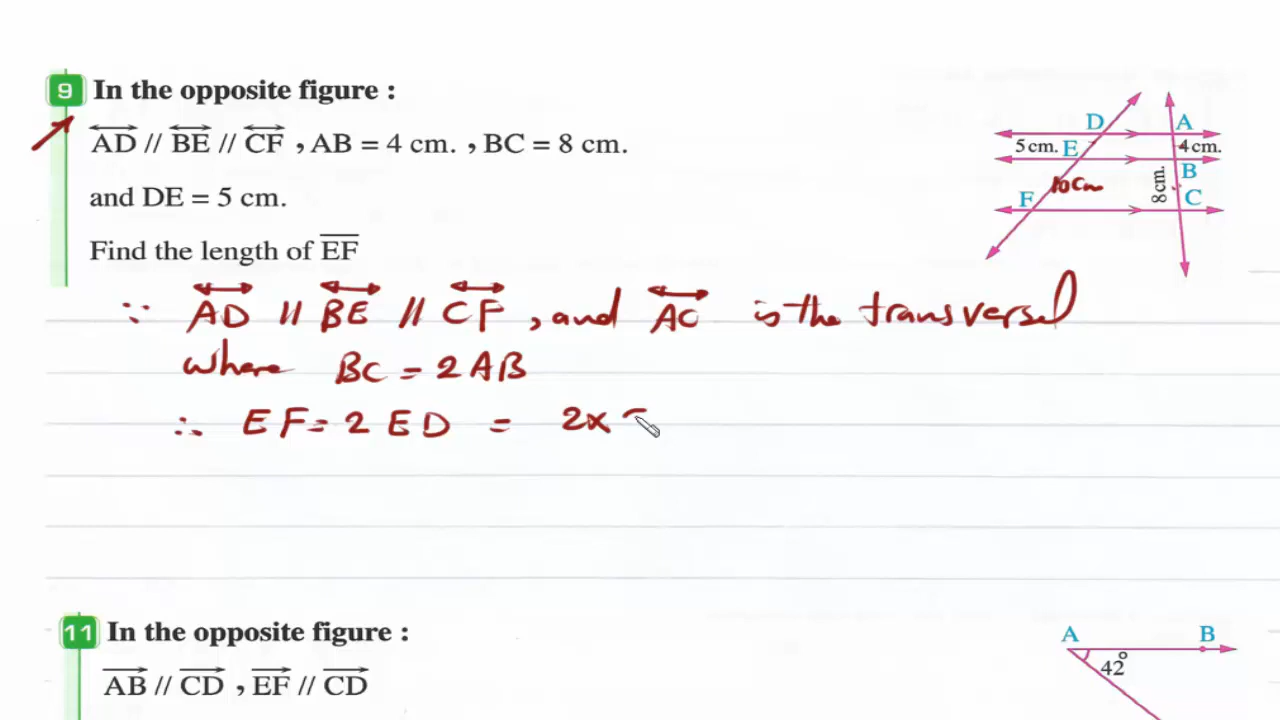 9 In the opposite figure :
AD // BE // CF , AB = 4 cm. , BC = 8 cm.
and DE = 5 cm.
Find the length of EF
∵ AD // BE // CF , and AC is the transversal
where BC = 2 AB
∴ EF = 2 ED = 2x
D A
5 cm. E 4 cm.
B
10cm 8 cm.
F C
11 In the opposite figure :
AB // CD , EF // CD
A B
42°